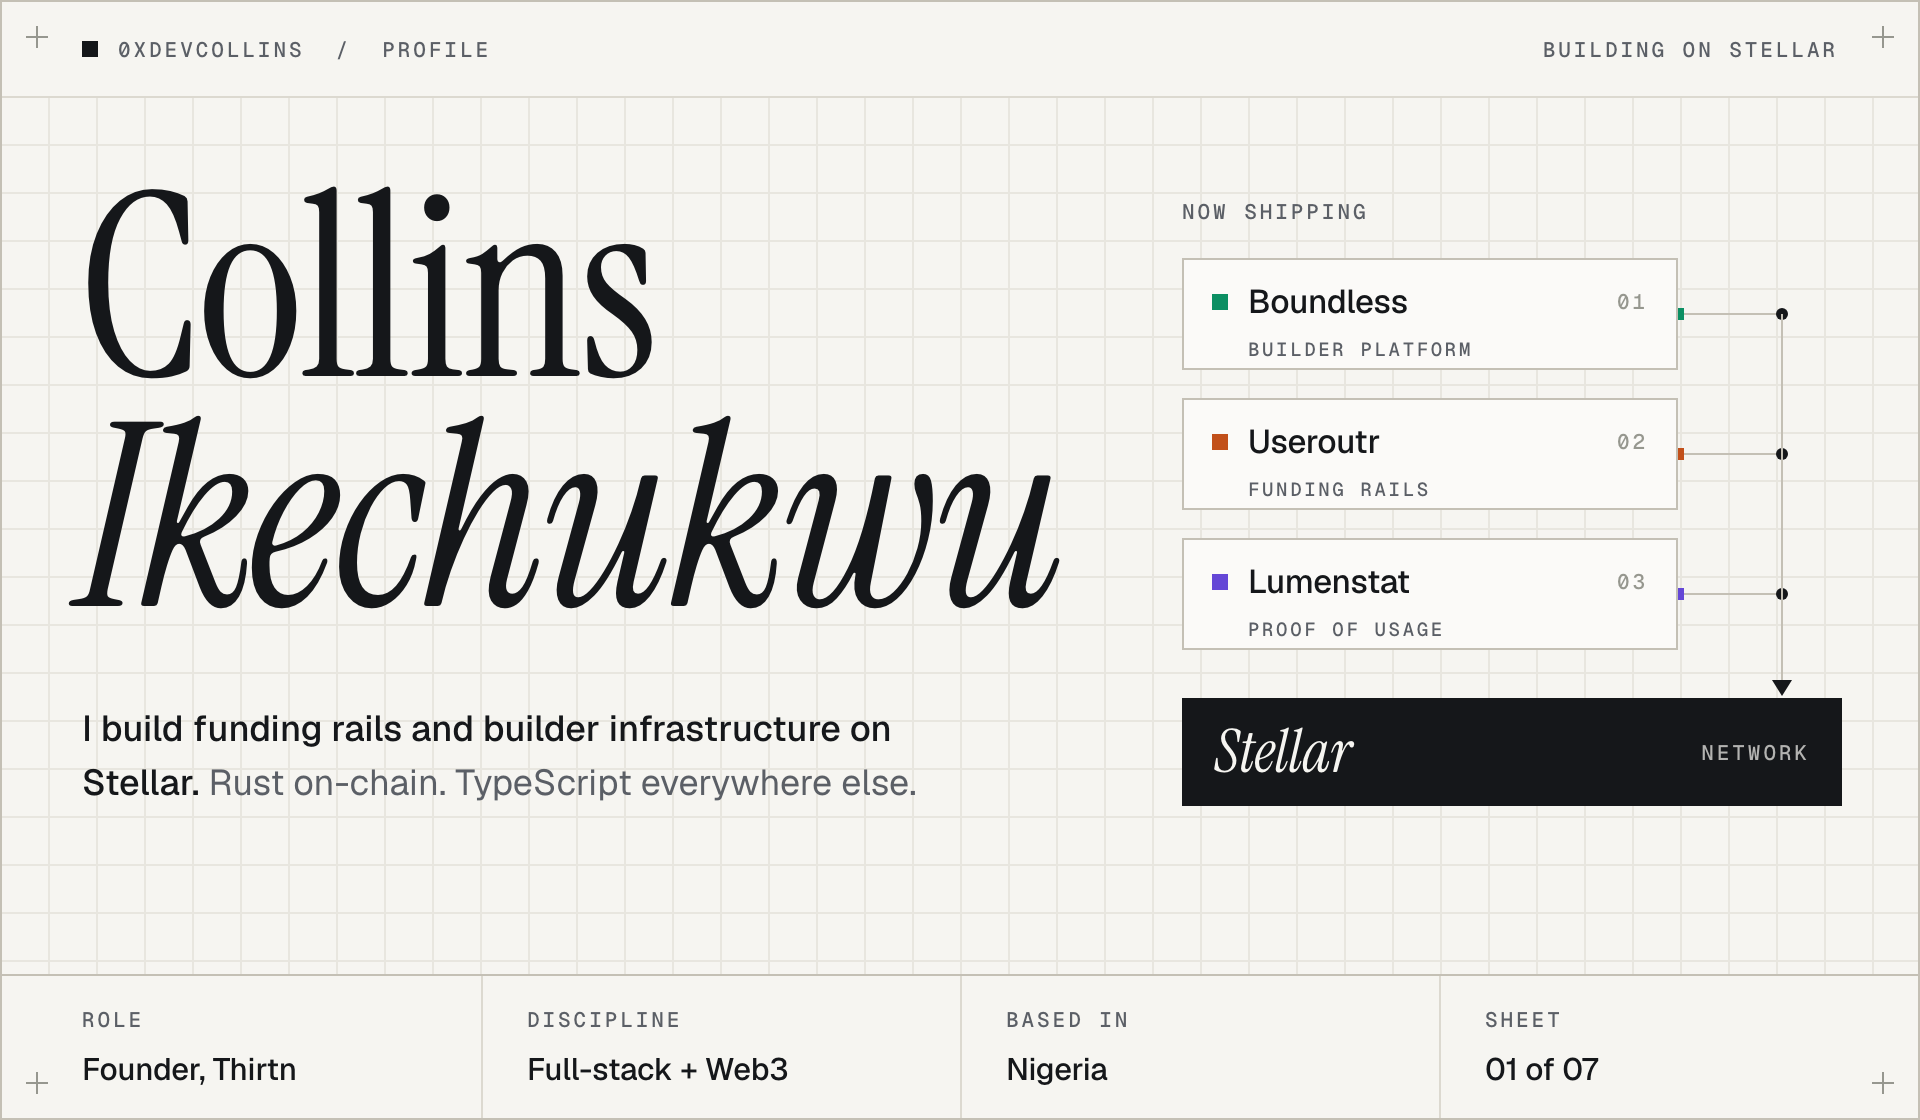 0XDEVCOLLINS / PROFILE
BUILDING ON STELLAR
Collins
Ikechukwu
I build funding rails and builder infrastructure on
Stellar. Rust on-chain. TypeScript everywhere else.
NOW SHIPPING
Boundless 01
BUILDER PLATFORM
Useroutr 02
FUNDING RAILS
Lumenstat 03
PROOF OF USAGE
Stellar NETWORK
ROLE
Founder, Thirtn
DISCIPLINE
Full-stack + Web3
BASED IN
Nigeria
SHEET
01 of 07